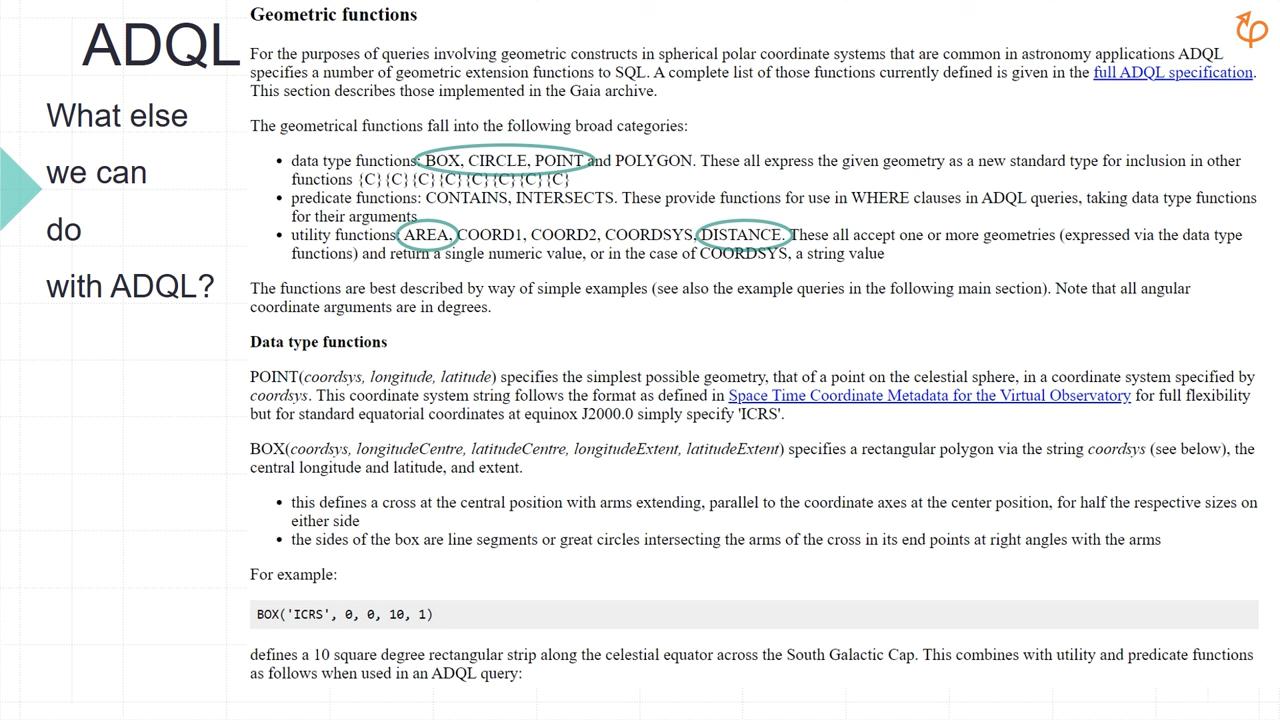 ADQL
What else
we can
do
with ADQL?
Geometric functions
For the purposes of queries involving geometric constructs in spherical polar coordinate systems that are common in astronomy applications ADQL
specifies a number of geometric extension functions to SQL. A complete list of those functions currently defined is given in the full ADQL specification.
This section describes those implemented in the Gaia archive.
The geometrical functions fall into the following broad categories:
• data type functions: BOX, CIRCLE, POINT and POLYGON. These all express the given geometry as a new standard type for inclusion in other
functions {C}{C}{C}{C}{C}{C}{C}{C}
• predicate functions: CONTAINS, INTERSECTS. These provide functions for use in WHERE clauses in ADQL queries, taking data type functions
for their arguments
• utility functions: AREA, COORD1, COORD2, COORDSYS, DISTANCE. These all accept one or more geometries (expressed via the data type
functions) and return a single numeric value, or in the case of COORDSYS, a string value
The functions are best described by way of simple examples (see also the example queries in the following main section). Note that all angular
coordinate arguments are in degrees.
Data type functions
POINT(coordsys, longitude, latitude) specifies the simplest possible geometry, that of a point on the celestial sphere, in a coordinate system specified by
coordsys. This coordinate system string follows the format as defined in Space Time Coordinate Metadata for the Virtual Observatory for full flexibility
but for standard equatorial coordinates at equinox J2000.0 simply specify 'ICRS'.
BOX(coordsys, longitudeCentre, latitudeCentre, longitudeExtent, latitudeExtent) specifies a rectangular polygon via the string coordsys (see below), the
central longitude and latitude, and extent.
• this defines a cross at the central position with arms extending, parallel to the coordinate axes at the center position, for half the respective sizes on
either side
• the sides of the box are line segments or great circles intersecting the arms of the cross in its end points at right angles with the arms
For example:
BOX('ICRS', 0, 0, 10, 1)
defines a 10 square degree rectangular strip along the celestial equator across the South Galactic Cap. This combines with utility and predicate functions
as follows when used in an ADQL query: